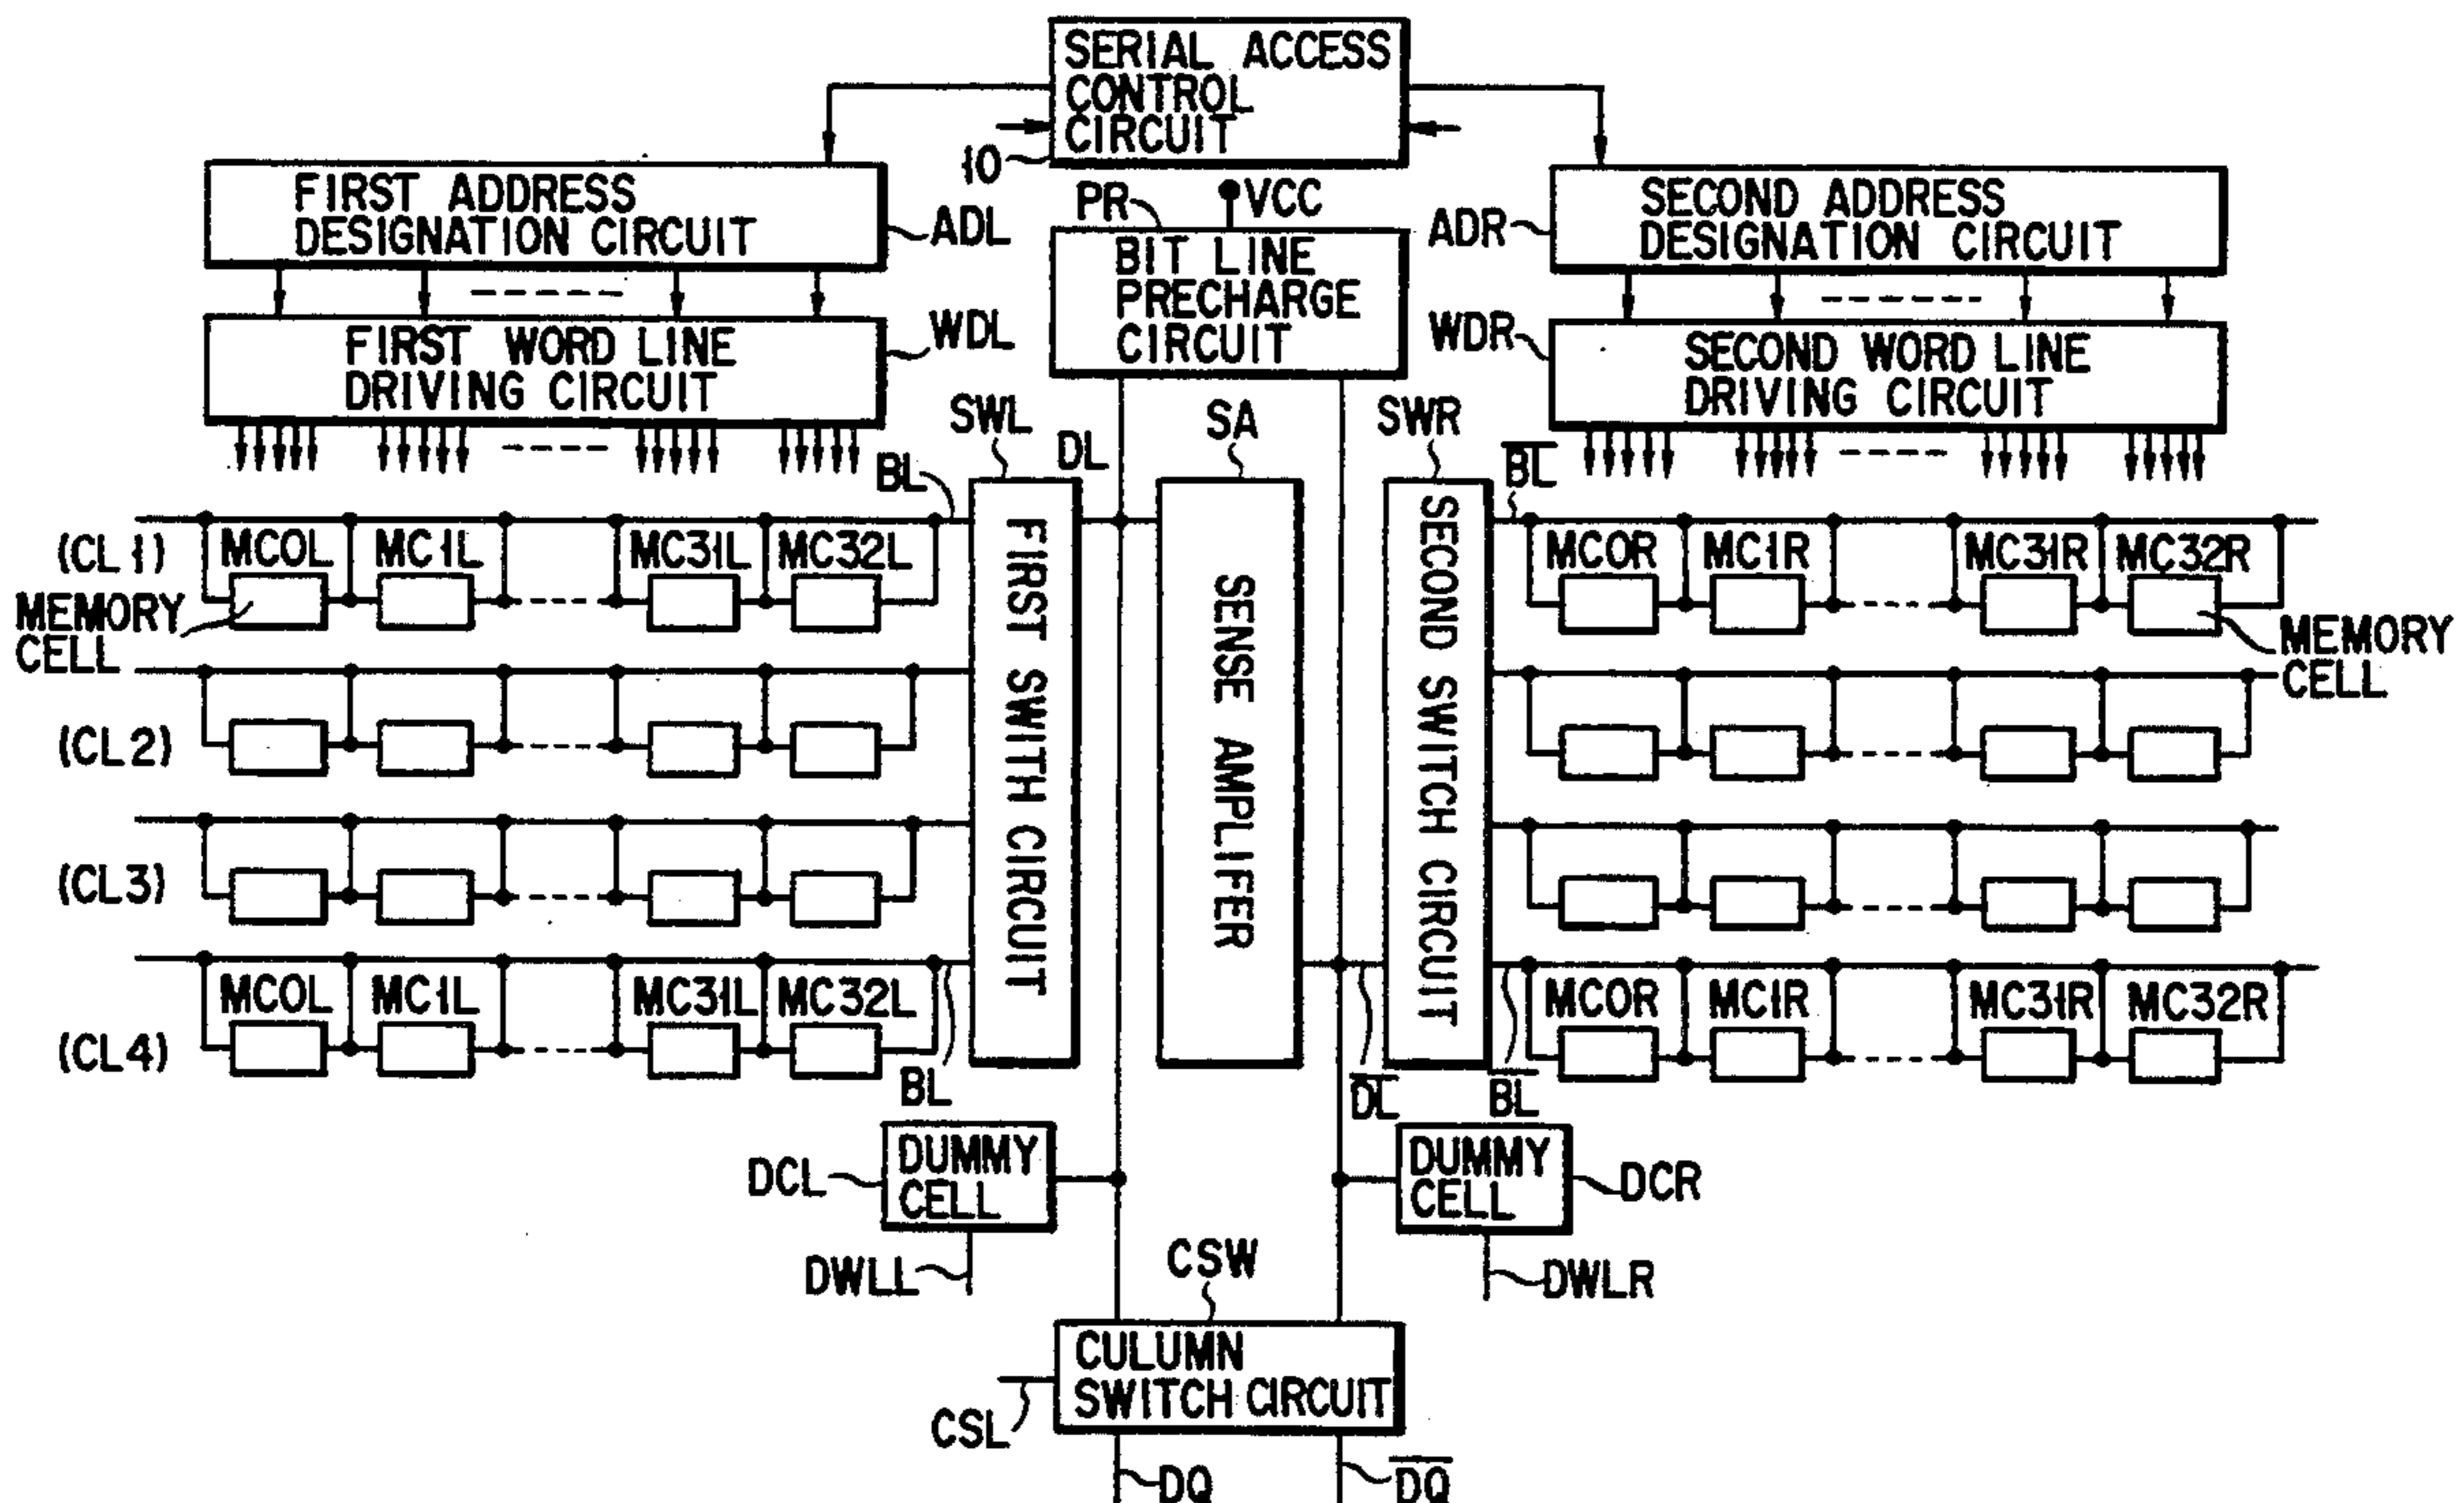 SERIAL ACCESS
CONTROL
CIRCUIT
10
FIRST ADDRESS
DESIGNATION CIRCUIT
ADL
PR
VCC
ADR
SECOND ADDRESS
DESIGNATION CIRCUIT
BIT LINE
PRECHARGE
CIRCUIT
FIRST WORD LINE
DRIVING CIRCUIT
WDL
WDR
SECOND WORD LINE
DRIVING CIRCUIT
SWL
DL
SA
SWR
BL
B̅L̅
(CL1)
MC0L
MC1L
MC31L
MC32L
MC0R
MC1R
MC31R
MC32R
MEMORY
CELL
FIRST SWITH CIRCUIT
SENSE AMPLIFER
SECOND SWITCH CIRCUIT
MEMORY
CELL
(CL2)
(CL3)
(CL4)
MC0L
MC1L
MC31L
MC32L
MC0R
MC1R
MC31R
MC32R
BL
D̅L̅
B̅L̅
DCL
DUMMY
CELL
DUMMY
CELL
DCR
DWLL
CSW
DWLR
CULUMN
SWITCH CIRCUIT
CSL
DQ
D̅Q̅